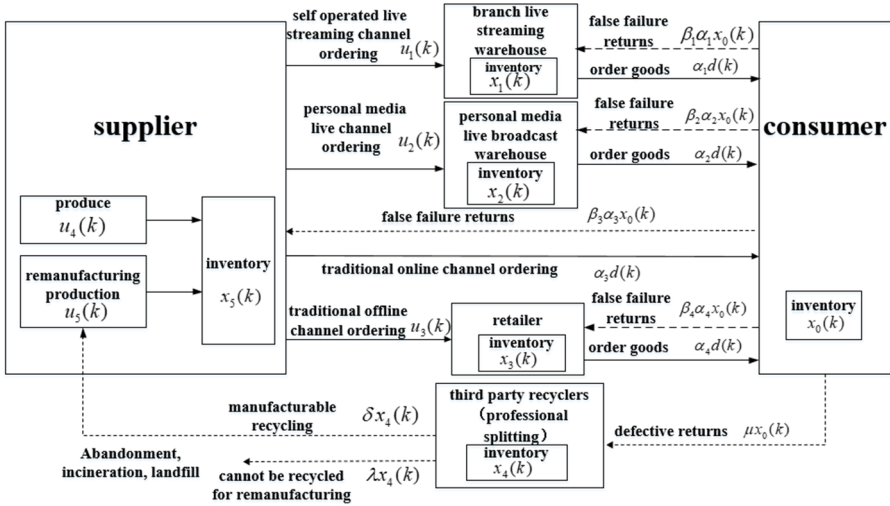 self operated live
streaming channel
ordering u₁(k)
branch live
streaming
warehouse
inventory
x₁(k)
false failure
returns β₁α₁x₀(k)
order goods α₁d(k)
supplier
personal media
live channel
ordering u₂(k)
personal media
live broadcast
warehouse
inventory
x₂(k)
false failure
returns β₂α₂x₀(k)
order goods α₂d(k)
consumer
produce
u₄(k)
remanufacturing
production
u₅(k)
inventory
x₅(k)
false failure returns β₃α₃x₀(k)
traditional online channel ordering α₃d(k)
traditional offline
channel ordering u₃(k)
retailer
inventory
x₃(k)
false failure
returns β₄α₄x₀(k)
order goods α₄d(k)
inventory
x₀(k)
manufacturable
recycling δx₄(k)
third party recyclers
(professional
splitting)
inventory
x₄(k)
defective returns μx₀(k)
Abandonment,
incineration, landfill
cannot be recycled
for remanufacturing λx₄(k)